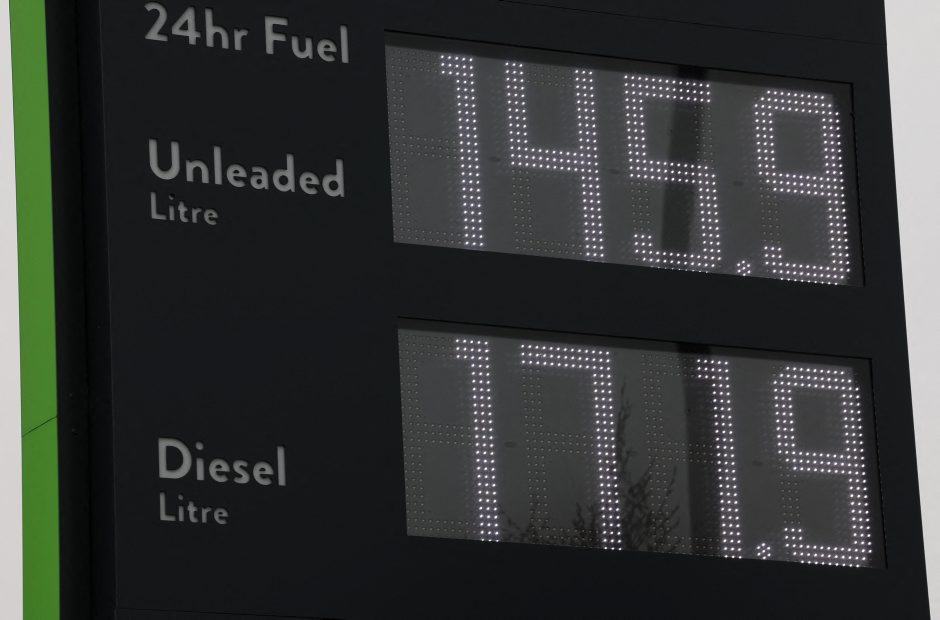 24hr Fuel
145.9
Unleaded
Litre
171.9
Diesel
Litre